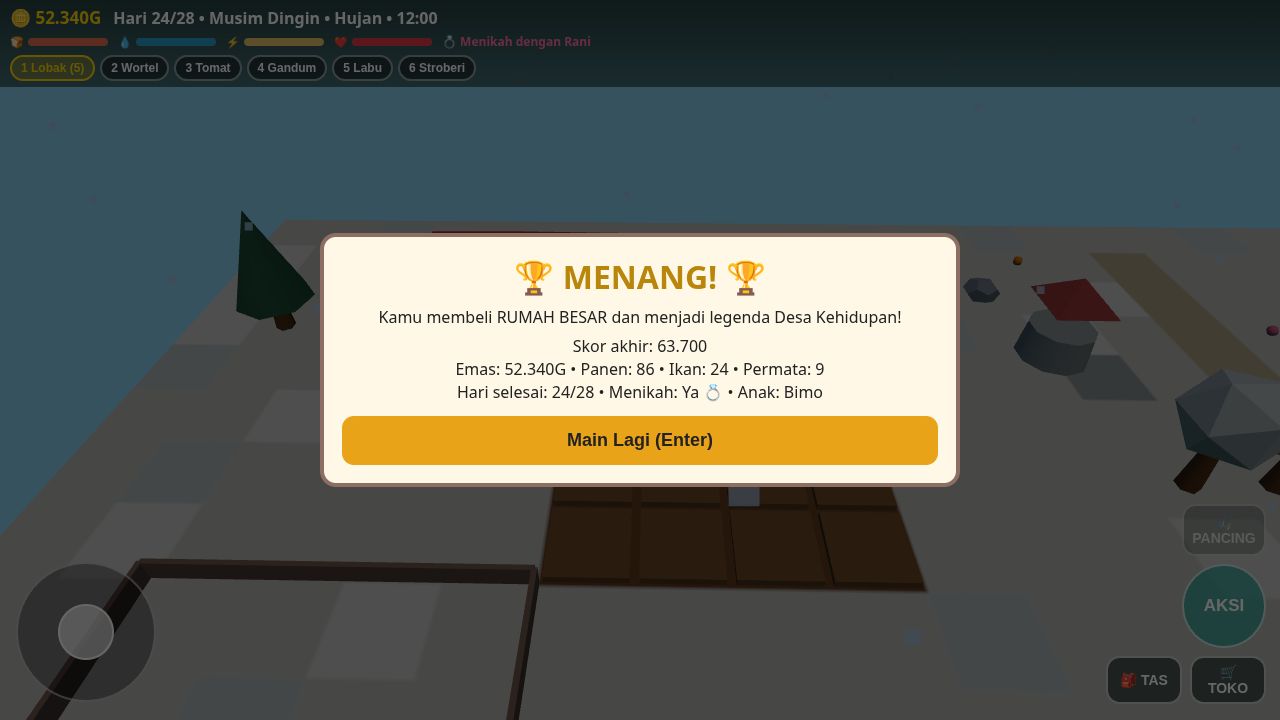 52.340G Hari 24/28 • Musim Dingin • Hujan • 12:00
Menikah dengan Rani
1 Lobak (5) 2 Wortel 3 Tomat 4 Gandum 5 Labu 6 Stroberi
MENANG!
Kamu membeli RUMAH BESAR dan menjadi legenda Desa Kehidupan!
Skor akhir: 63.700
Emas: 52.340G • Panen: 86 • Ikan: 24 • Permata: 9
Hari selesai: 24/28 • Menikah: Ya 💍 • Anak: Bimo
Main Lagi (Enter)
PANCING
AKSI
TAS
TOKO